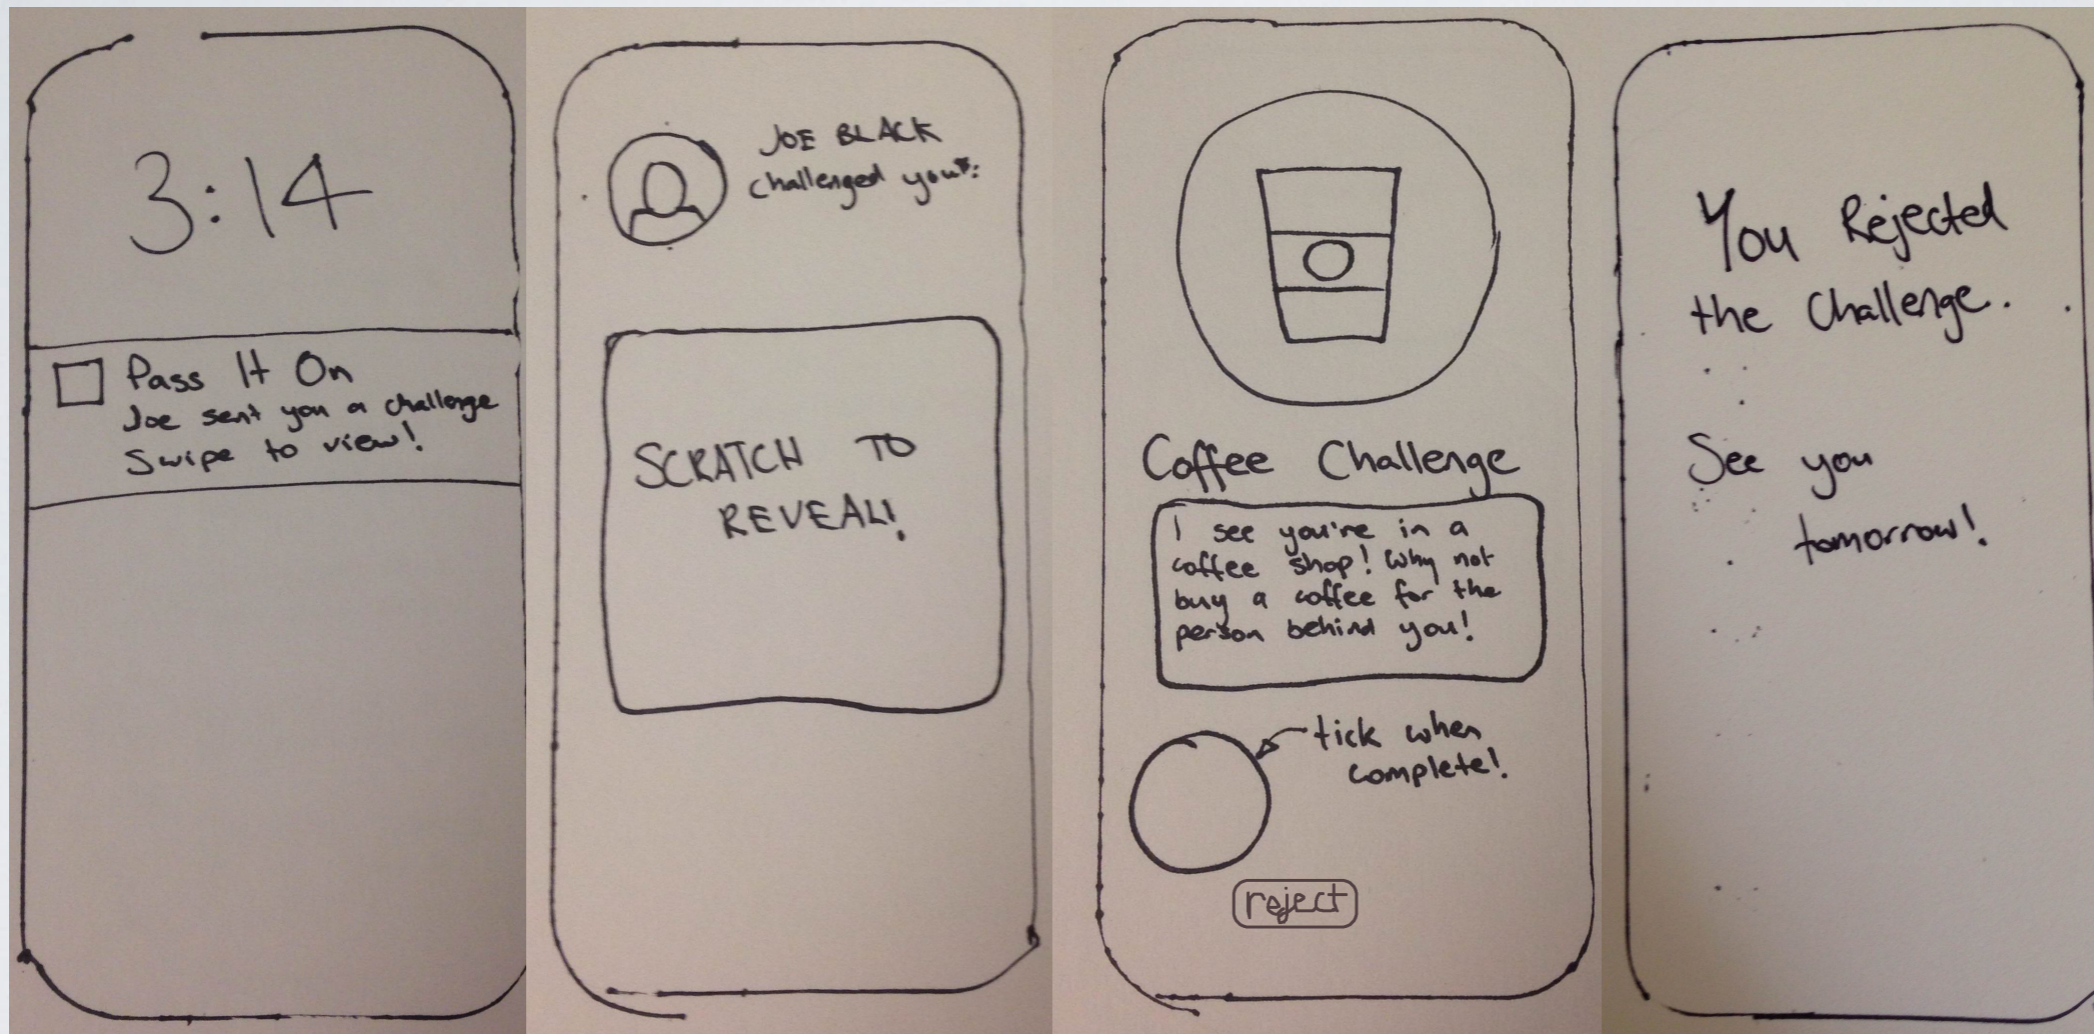 3:14
Pass It On
Joe sent you a challenge
Swipe to view!
JOE BLACK
challenged you:
SCRATCH TO
REVEAL!
Coffee Challenge
I see you're in a
coffee shop! Why not
buy a coffee for the
person behind you!
tick when
complete!
reject
You Rejected
the Challenge.
See you
tomorrow!